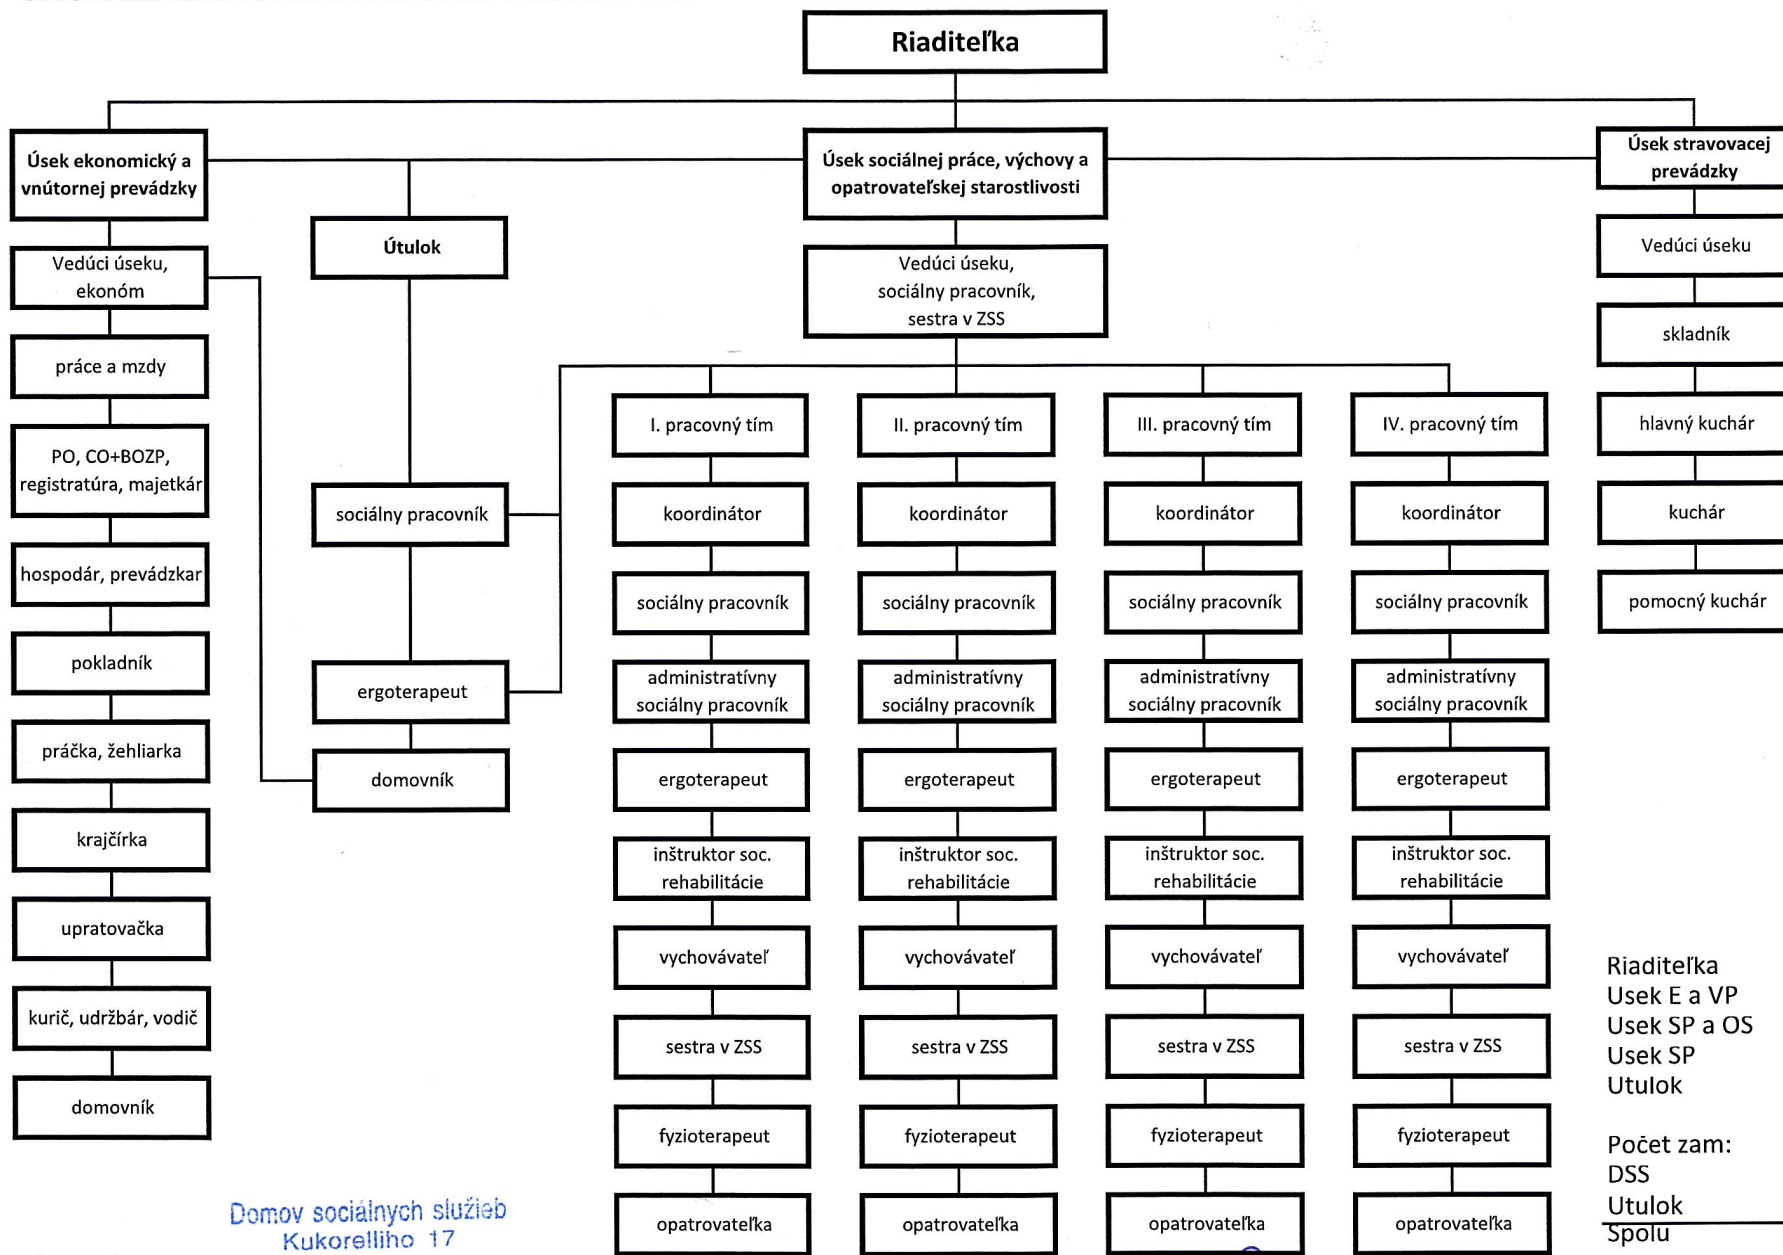 Riaditeľka
Úsek ekonomický a
vnútornej prevádzky
Úsek sociálnej práce, výchovy a
opatrovateľskej starostlivosti
Úsek stravovacej
prevádzky
Útulok
Vedúci úseku,
ekonóm
práce a mzdy
PO, CO+BOZP,
registratúra, majetkár
hospodár, prevádzkar
pokladník
práčka, žehliarka
krajčírka
upratovačka
kurič, udržbár, vodič
domovník
sociálny pracovník
ergoterapeut
domovník
Vedúci úseku,
sociálny pracovník,
sestra v ZSS
I. pracovný tím
koordinátor
sociálny pracovník
administratívny
sociálny pracovník
ergoterapeut
inštruktor soc.
rehabilitácie
vychovávateľ
sestra v ZSS
fyzioterapeut
opatrovateľka
II. pracovný tím
koordinátor
sociálny pracovník
administratívny
sociálny pracovník
ergoterapeut
inštruktor soc.
rehabilitácie
vychovávateľ
sestra v ZSS
fyzioterapeut
opatrovateľka
III. pracovný tím
koordinátor
sociálny pracovník
administratívny
sociálny pracovník
ergoterapeut
inštruktor soc.
rehabilitácie
vychovávateľ
sestra v ZSS
fyzioterapeut
opatrovateľka
IV. pracovný tím
koordinátor
sociálny pracovník
administratívny
sociálny pracovník
ergoterapeut
inštruktor soc.
rehabilitácie
vychovávateľ
sestra v ZSS
fyzioterapeut
opatrovateľka
Vedúci úseku
skladník
hlavný kuchár
kuchár
pomocný kuchár
Riaditeľka
Usek E a VP
Usek SP a OS
Usek SP
Utulok
Počet zam:
DSS
Utulok
Spolu
Domov sociálnych služieb
Kukorelliho 17